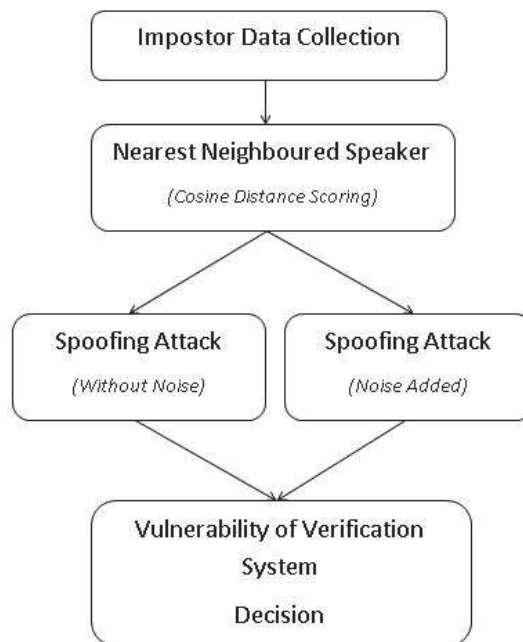 Impostor Data Collection
Nearest Neighboured Speaker
(Cosine Distance Scoring)
Spoofing Attack
(Without Noise)
Spoofing Attack
(Noise Added)
Vulnerability of Verification
System
Decision